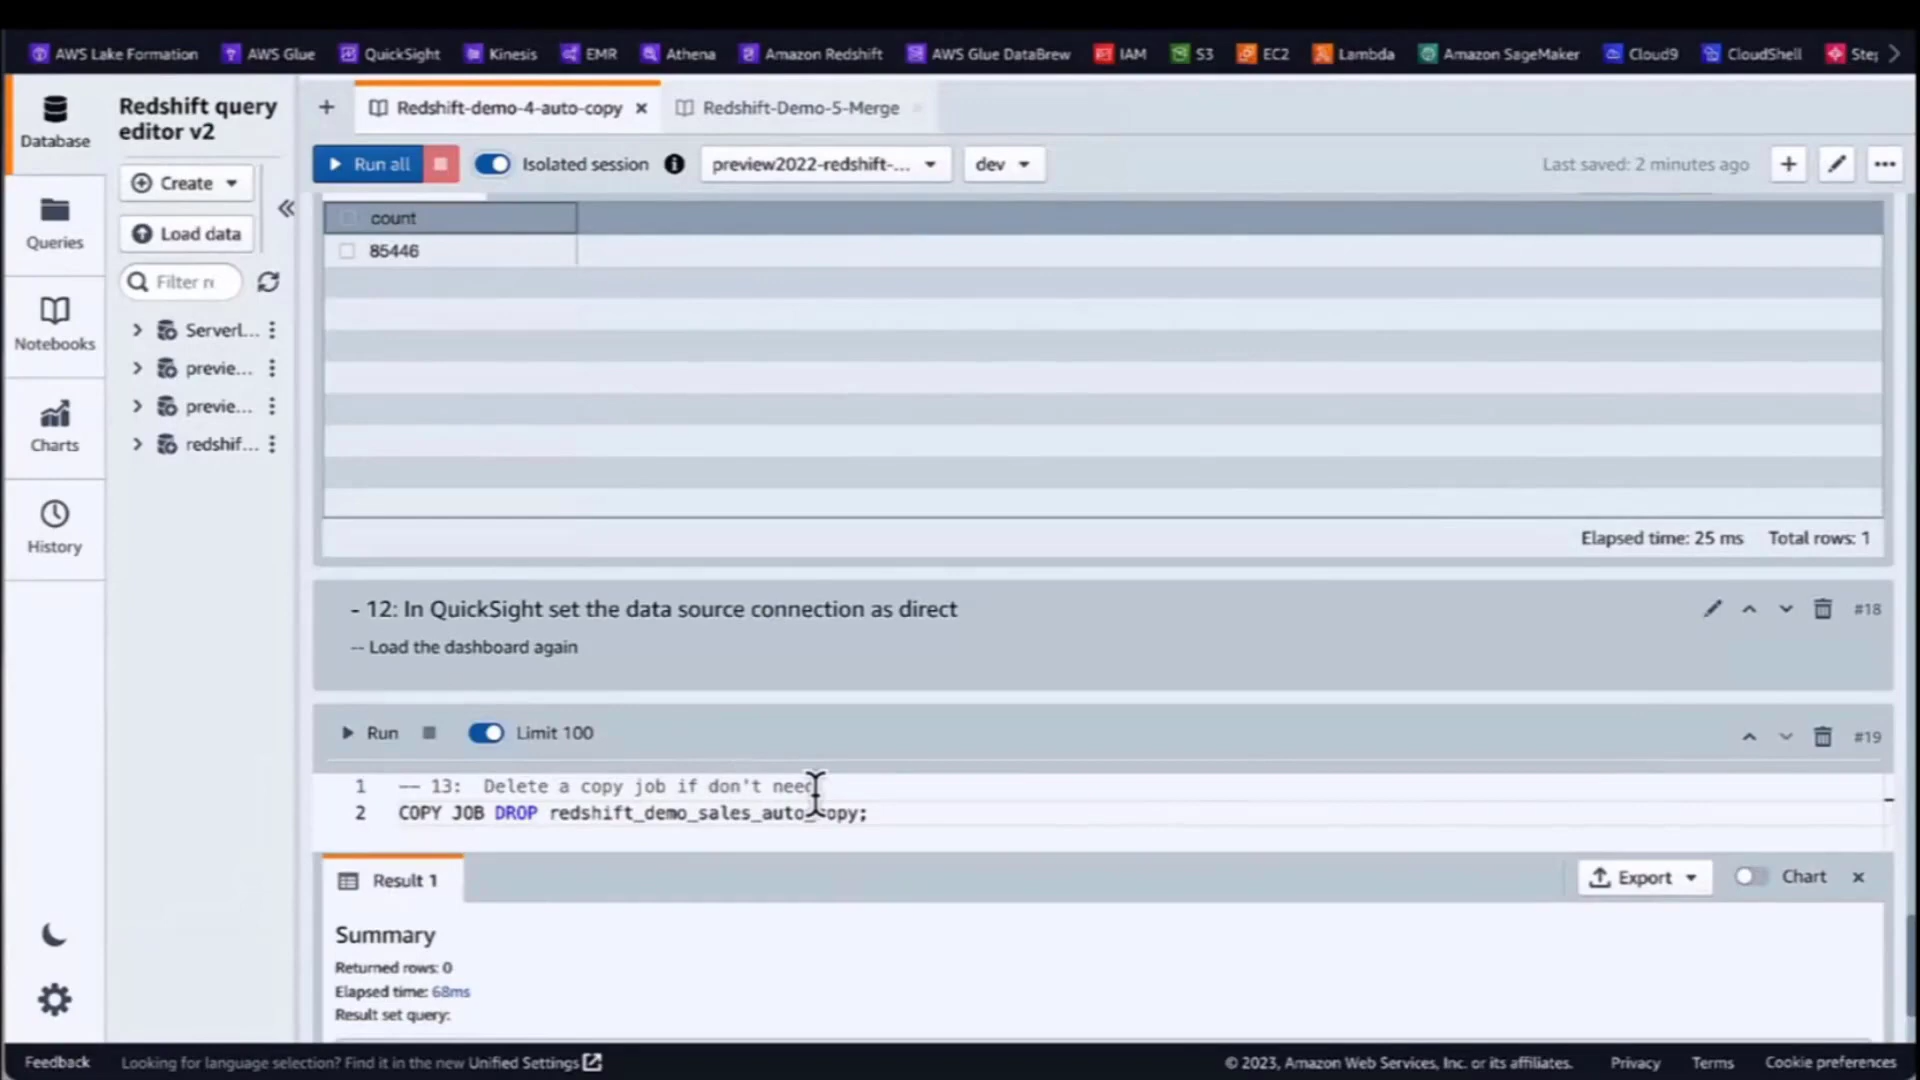 AWS Lake Formation AWS Glue QuickSight Kinesis EMR Athena Amazon Redshift AWS Glue DataBrew IAM S3 EC2 Lambda Amazon SageMaker Cloud9 CloudShell Ste
Database
Queries
Notebooks
Charts
History
Redshift query
editor v2
Create
Load data
Filter r
Serverl...
previe...
previe...
redshif...
Redshift-demo-4-auto-copy
Redshift-Demo-5-Merge
Run all Isolated session preview2022-redshift-... dev Last saved: 2 minutes ago
count
85446
Elapsed time: 25 ms Total rows: 1
- 12: In QuickSight set the data source connection as direct #18
-- Load the dashboard again
Run Limit 100 #19
1 -- 13: Delete a copy job if don't need
2 COPY JOB DROP redshift_demo_sales_auto_copy;
Result 1 Export Chart
Summary
Returned rows: 0
Elapsed time: 68ms
Result set query:
Feedback Looking for language selection? Find it in the new Unified Settings © 2023, Amazon Web Services, Inc. or its affiliates. Privacy Terms Cookie preferences